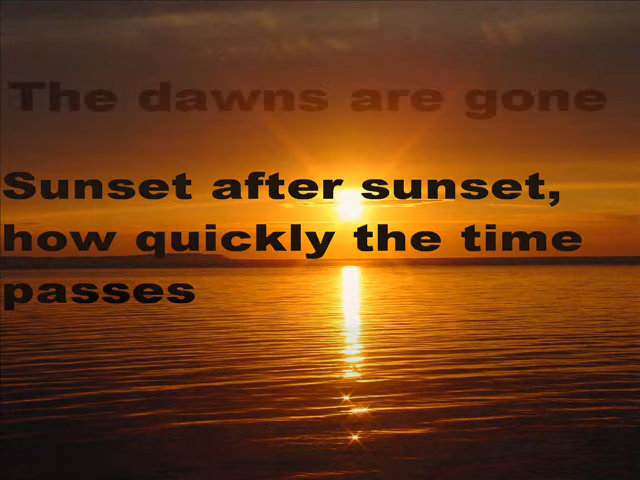 The dawns are gone
Sunset after sunset,
how quickly the time
passes